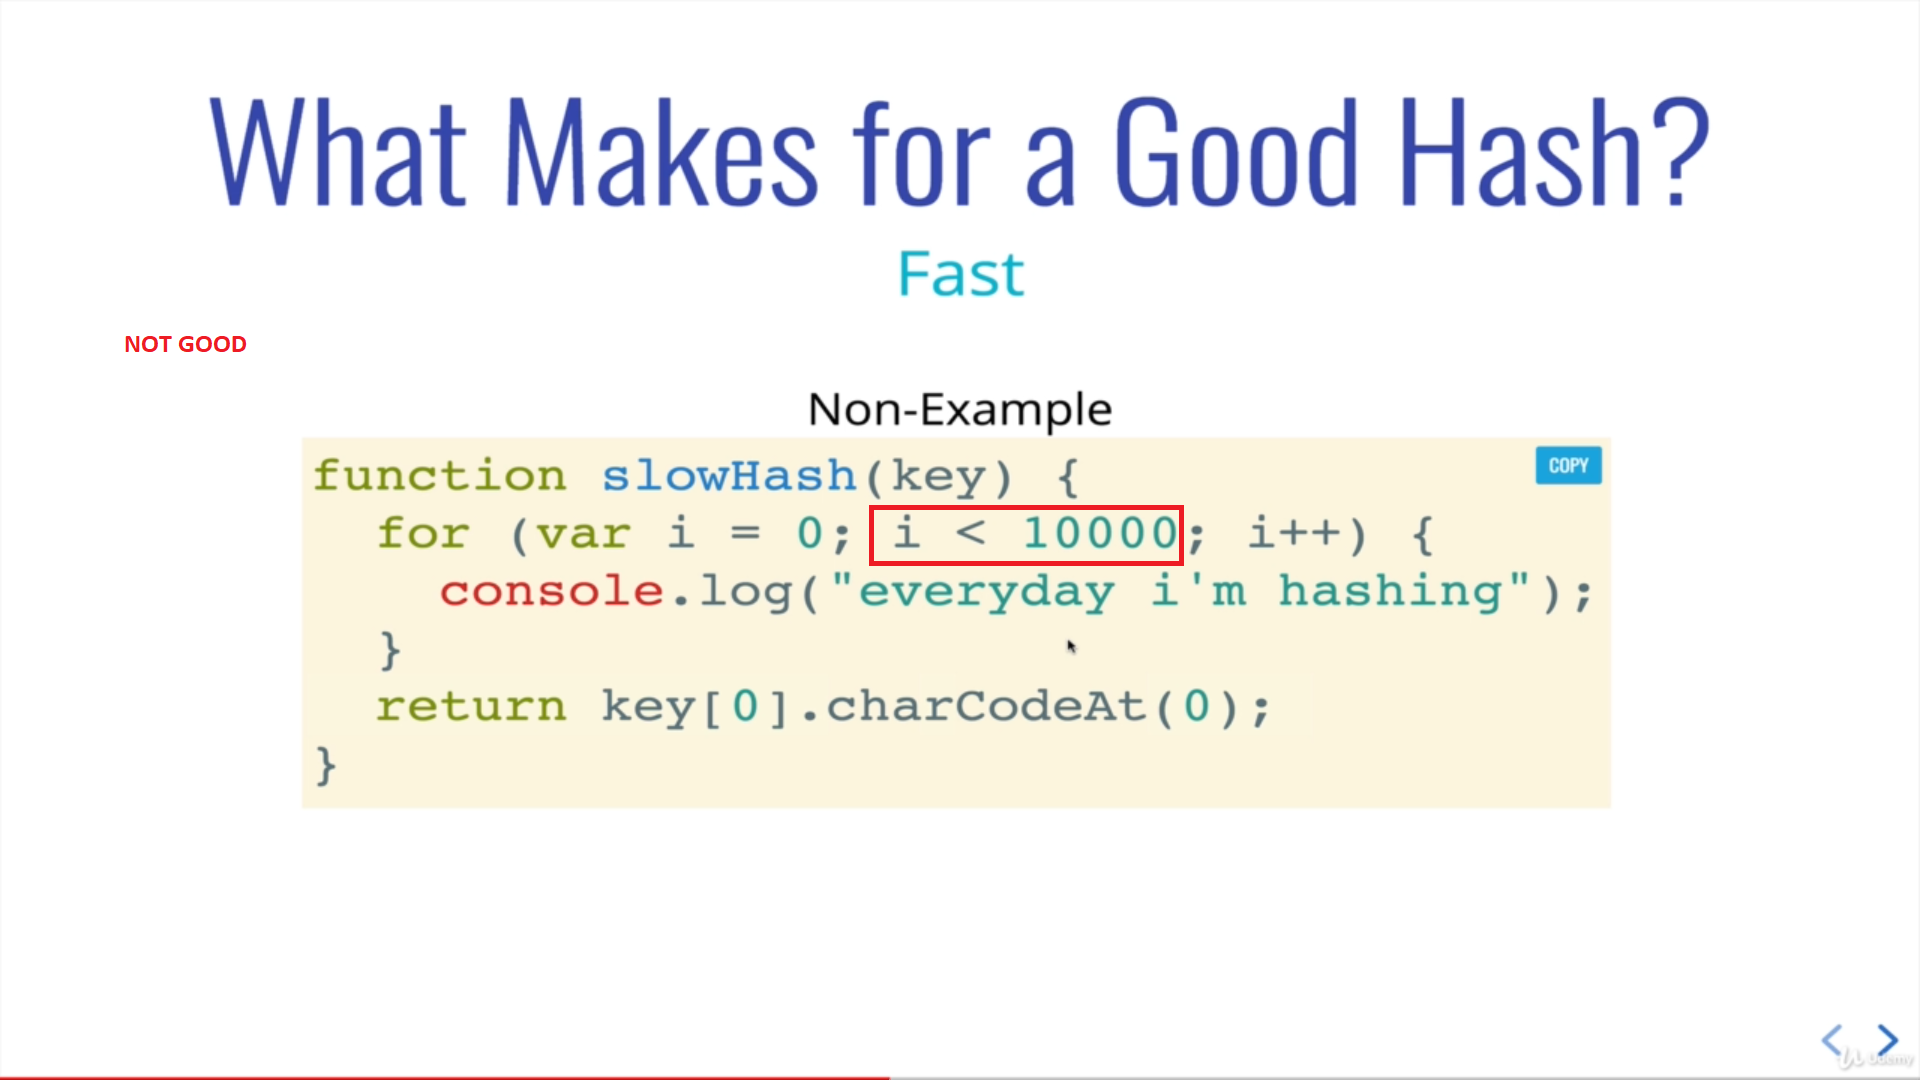 What Makes for a Good Hash?
Fast
NOT GOOD
Non-Example
function slowHash(key) {
COPY
for (var i = 0; i < 10000; i++) {
console.log("everyday i'm hashing");
}
return key[0].charCodeAt(0);
}
Udemy